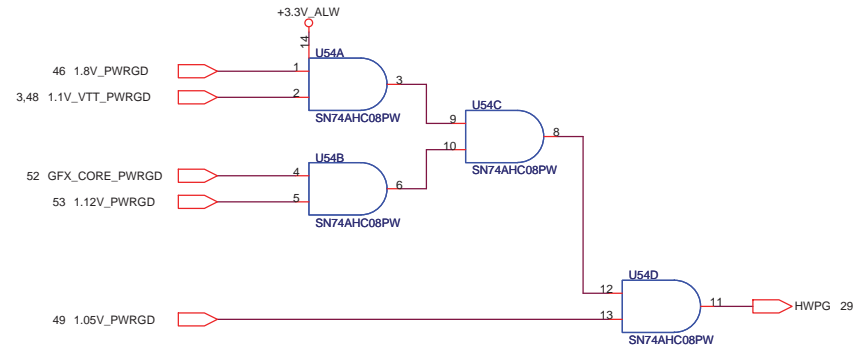 +3.3V_ALW
14
U54A
46 1.8V_PWRGD
1
3
3,48 1.1V_VTT_PWRGD
2
SN74AHC08PW
U54C
9
8
10
SN74AHC08PW
U54B
52 GFX_CORE_PWRGD
4
6
53 1.12V_PWRGD
5
SN74AHC08PW
U54D
12
11
HWPG 29
49 1.05V_PWRGD
13
SN74AHC08PW